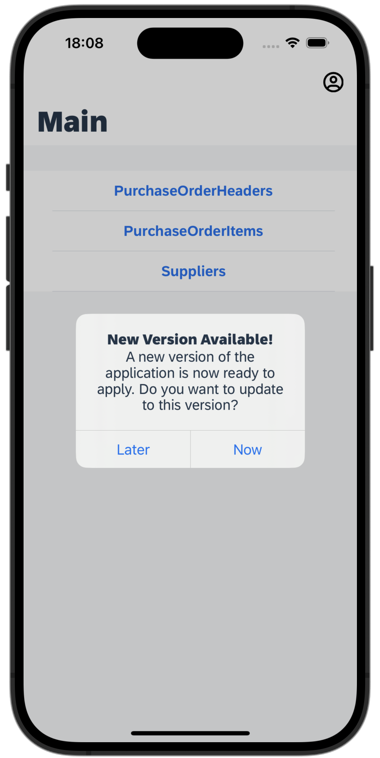 18:08
Main
PurchaseOrderHeaders
PurchaseOrderItems
Suppliers
New Version Available!
A new version of the
application is now ready to
apply. Do you want to update
to this version?
Later Now